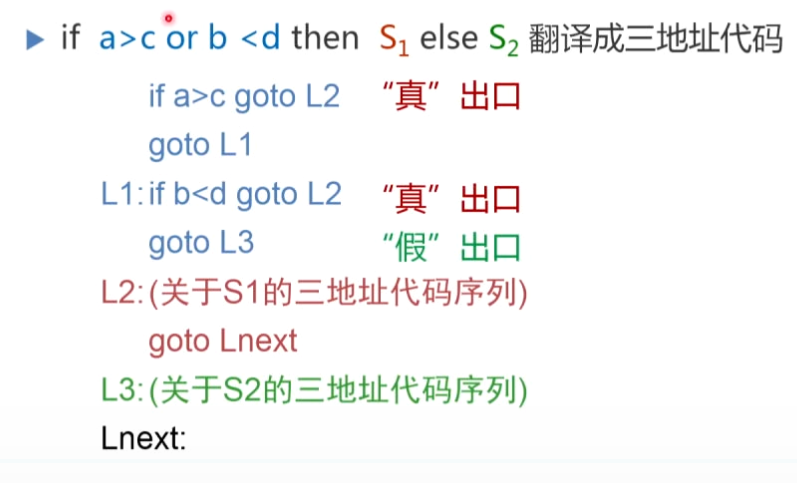 ▶ if a>c or b <d then S₁ else S₂ 翻译成三地址代码
if a>c goto L2 “真”出口
goto L1
L1:if b<d goto L2 “真”出口
goto L3 “假”出口
L2:(关于S1的三地址代码序列)
goto Lnext
L3:(关于S2的三地址代码序列)
Lnext: